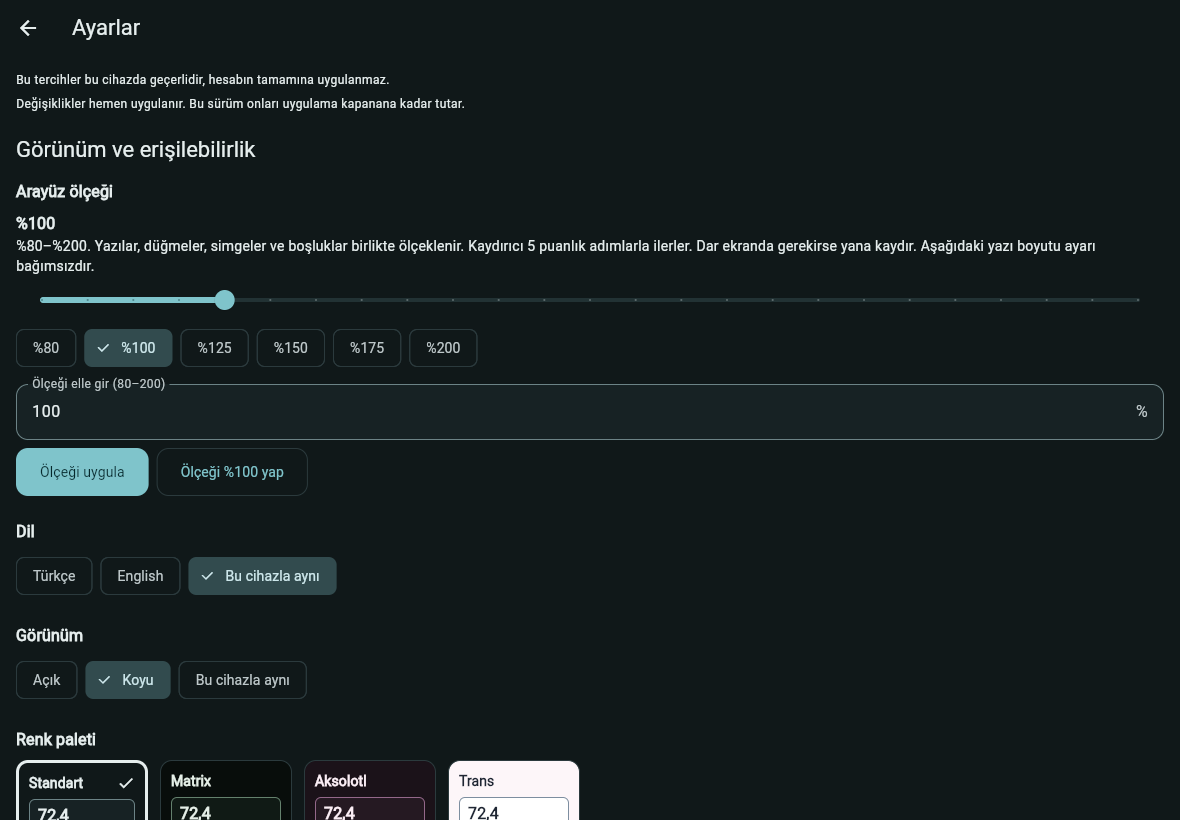 Ayarlar
Bu tercihler bu cihazda geçerlidir, hesabın tamamına uygulanmaz.
Değişiklikler hemen uygulanır. Bu sürüm onları uygulama kapanana kadar tutar.
Görünüm ve erişilebilirlik
Arayüz ölçeği
%100
%80–%200. Yazılar, düğmeler, simgeler ve boşluklar birlikte ölçeklenir. Kaydırıcı 5 puanlık adımlarla ilerler. Dar ekranda gerekirse yana kaydır. Aşağıdaki yazı boyutu ayarı
bağımsızdır.
%80 %100 %125 %150 %175 %200
Ölçeği elle gir (80–200)
100 %
Ölçeği uygula Ölçeği %100 yap
Dil
Türkçe English Bu cihazla aynı
Görünüm
Açık Koyu Bu cihazla aynı
Renk paleti
Standart Matrix Aksolotl Trans
72,4 72,4 72,4 72,4